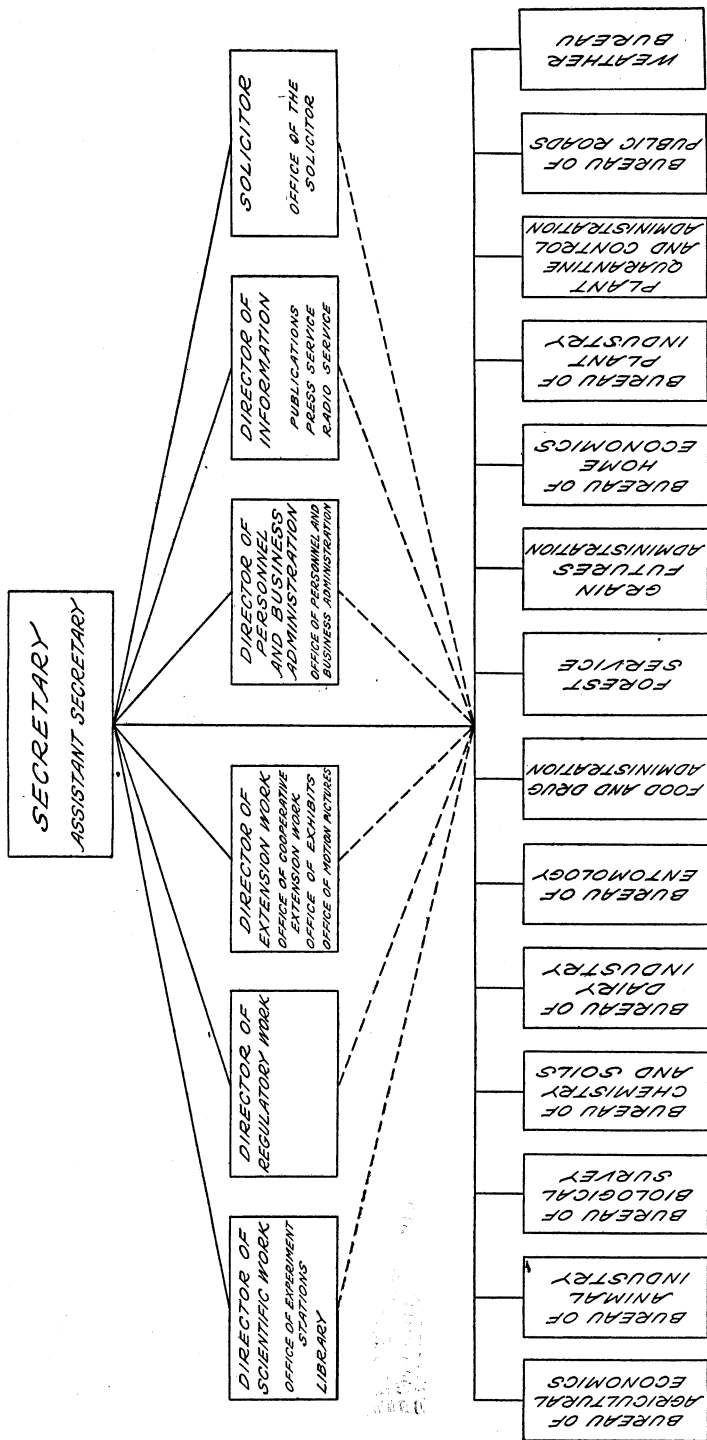 SECRETARY
ASSISTANT SECRETARY
DIRECTOR OF
SCIENTIFIC WORK
OFFICE OF EXPERIMENT
STATIONS
LIBRARY
DIRECTOR OF
REGULATORY WORK
DIRECTOR OF
EXTENSION WORK
OFFICE OF COOPERATIVE
EXTENSION WORK
OFFICE OF EXHIBITS
OFFICE OF MOTION PICTURES
DIRECTOR OF
PERSONNEL
AND BUSINESS
ADMINISTRATION
OFFICE OF PERSONNEL AND
BUSINESS ADMINISTRATION
DIRECTOR OF
INFORMATION
PUBLICATIONS
PRESS SERVICE
RADIO SERVICE
SOLICITOR
OFFICE OF THE
SOLICITOR
BUREAU OF
AGRICULTURAL
ECONOMICS
BUREAU OF
ANIMAL
INDUSTRY
BUREAU OF
BIOLOGICAL
SURVEY
BUREAU OF
CHEMISTRY
AND SOILS
BUREAU OF
DAIRY
INDUSTRY
BUREAU OF
ENTOMOLOGY
FOOD AND DRUG
ADMINISTRATION
FOREST
SERVICE
GRAIN
FUTURES
ADMINISTRATION
BUREAU OF
HOME
ECONOMICS
BUREAU OF
PLANT
INDUSTRY
PLANT
QUARANTINE
AND CONTROL
ADMINISTRATION
BUREAU OF
PUBLIC ROADS
WEATHER
BUREAU